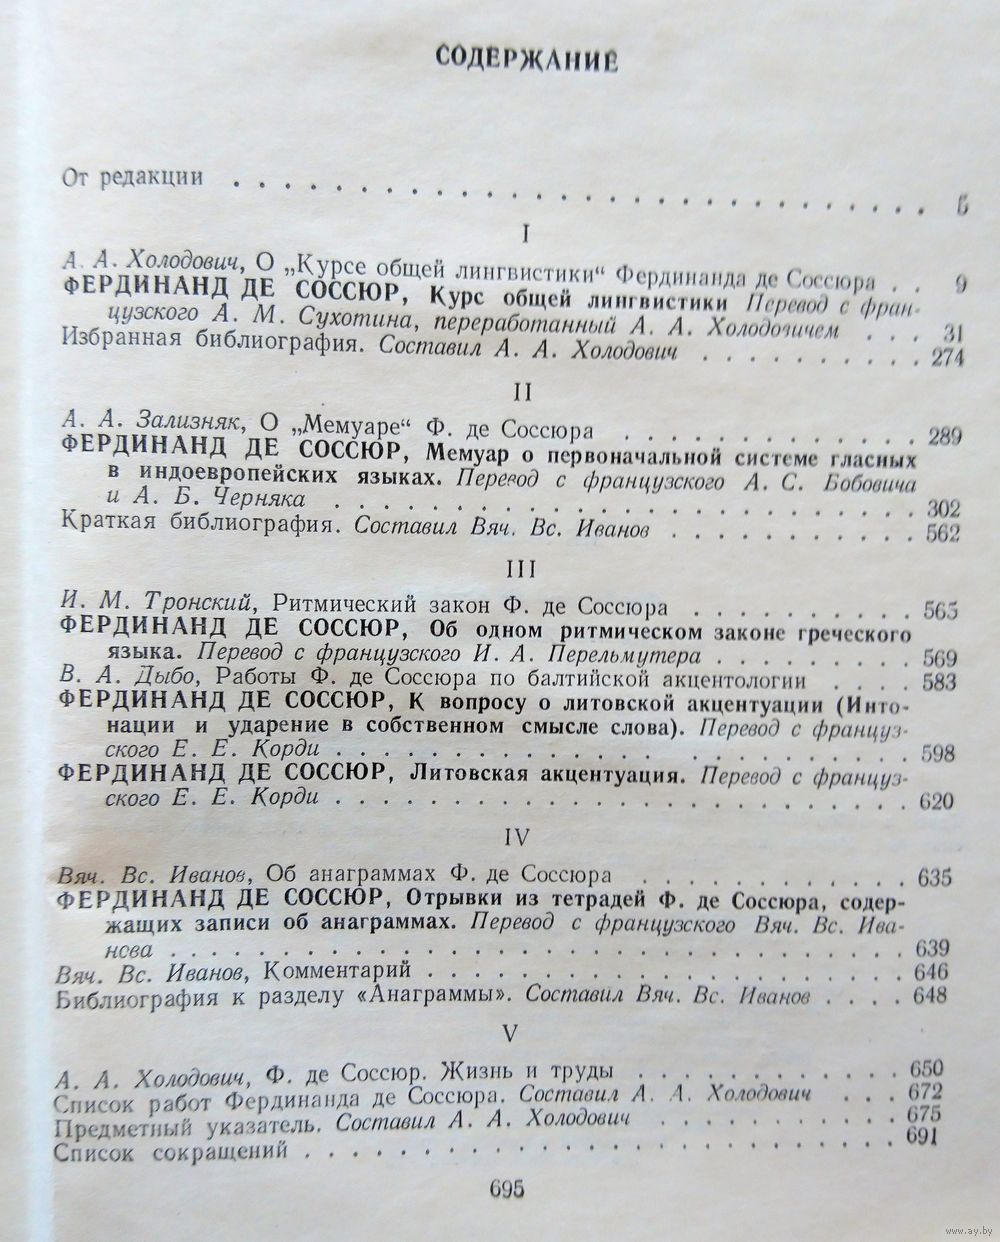 СОДЕРЖАНИЕ
От редакции . . . . . . . . . . . . . . . . . . . . . . . . . . . . 5
I
А. А. Холодович, О „Курсе общей лингвистики“ Фердинанда де Соссюра . . 9
ФЕРДИНАНД ДЕ СОССЮР, Курс общей лингвистики Перевод с фран-
цузского А. М. Сухотина, переработанный А. А. Холодовичем . . . 31
Избранная библиография. Составил А. А. Холодович . . . . . . . . . 274
II
А. А. Зализняк, О „Мемуаре“ Ф. де Соссюра . . . . . . . . . . . . . 289
ФЕРДИНАНД ДЕ СОССЮР, Мемуар о первоначальной системе гласных
в индоевропейских языках. Перевод с французского А. С. Бобовича
и А. Б. Черняка . . . . . . . . . . . . . . . . . . . . . . . . 302
Краткая библиография. Составил Вяч. Вс. Иванов . . . . . . . . . . 562
III
И. М. Тронский, Ритмический закон Ф. де Соссюра . . . . . . . . . . 565
ФЕРДИНАНД ДЕ СОССЮР, Об одном ритмическом законе греческого
языка. Перевод с французского И. А. Перельмутера . . . . . . . . . 569
В. А. Дыбо, Работы Ф. де Соссюра по балтийской акцентологии . . . . 583
ФЕРДИНАНД ДЕ СОССЮР, К вопросу о литовской акцентуации (Инто-
нации и ударение в собственном смысле слова). Перевод с француз-
ского Е. Е. Корди . . . . . . . . . . . . . . . . . . . . . . . 598
ФЕРДИНАНД ДЕ СОССЮР, Литовская акцентуация. Перевод с француз-
ского Е. Е. Корди . . . . . . . . . . . . . . . . . . . . . . . 620
IV
Вяч. Вс. Иванов, Об анаграммах Ф. де Соссюра . . . . . . . . . . . 635
ФЕРДИНАНД ДЕ СОССЮР, Отрывки из тетрадей Ф. де Соссюра, содер-
жащих записи об анаграммах. Перевод с французского Вяч. Вс. Ива-
нова . . . . . . . . . . . . . . . . . . . . . . . . . . . . . 639
Вяч. Вс. Иванов, Комментарий . . . . . . . . . . . . . . . . . . . 646
Библиография к разделу «Анаграммы». Составил Вяч. Вс. Иванов . . . . 648
V
А. А. Холодович, Ф. де Соссюр. Жизнь и труды . . . . . . . . . . . 650
Список работ Фердинанда де Соссюра. Составил А. А. Холодович . . . 672
Предметный указатель. Составил А. А. Холодович . . . . . . . . . . 675
Список сокращений . . . . . . . . . . . . . . . . . . . . . . . . 691
695
www.ay.by